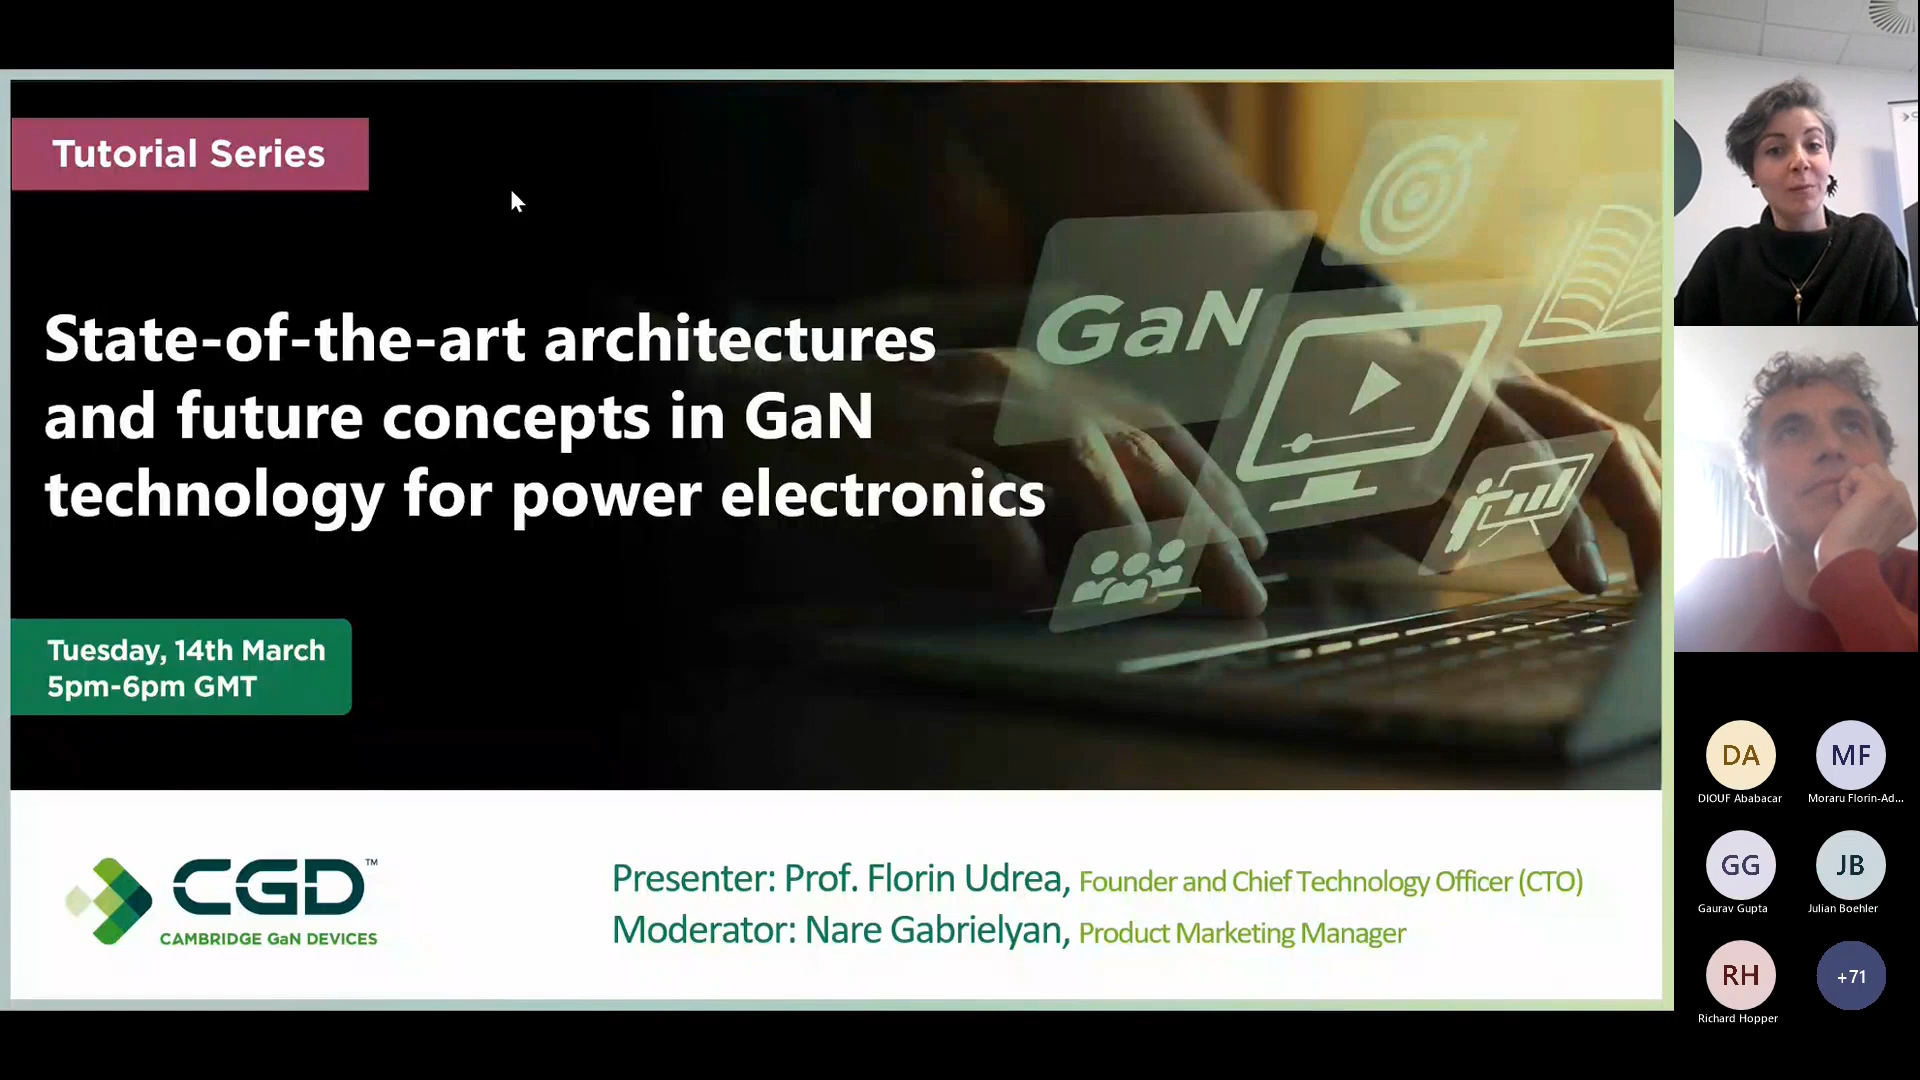 Tutorial Series
GaN
State-of-the-art architectures
and future concepts in GaN
technology for power electronics
Tuesday, 14th March
5pm-6pm GMT
CGD™
CAMBRIDGE GaN DEVICES
Presenter: Prof. Florin Udrea, Founder and Chief Technology Officer (CTO)
Moderator: Nare Gabrielyan, Product Marketing Manager
DA
DIOUF Ababacar
MF
Moraru Florin-Ad...
GG
Gaurav Gupta
JB
Julian Boehler
RH
Richard Hopper
+71